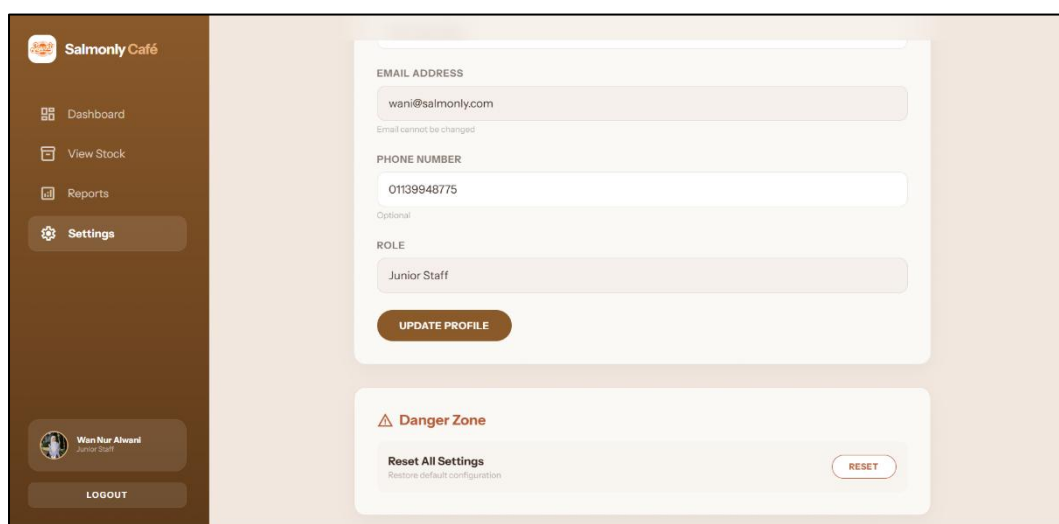 Salmonly Café
Dashboard
View Stock
Reports
Settings
Wan Nur Alwani
Junior Staff
LOGOUT
EMAIL ADDRESS
wani@salmonly.com
Email cannot be changed
PHONE NUMBER
01139948775
Optional
ROLE
Junior Staff
UPDATE PROFILE
Danger Zone
Reset All Settings
Restore default configuration
RESET